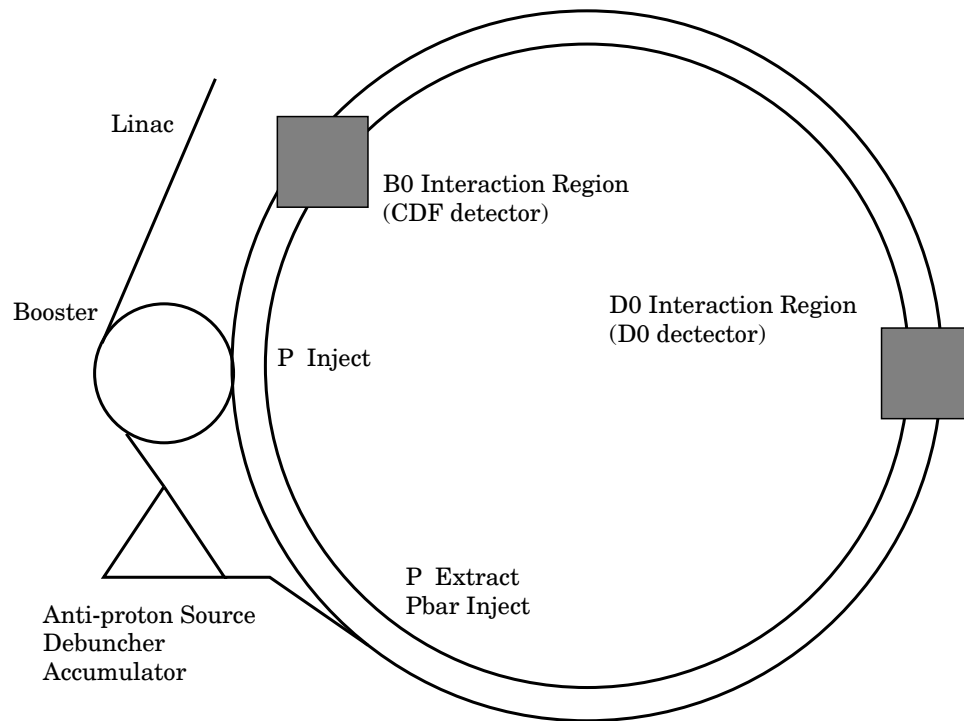 Linac
B0 Interaction Region
(CDF detector)
Booster
D0 Interaction Region
(D0 dectector)
P Inject
P Extract
Pbar Inject
Anti-proton Source
Debuncher
Accumulator